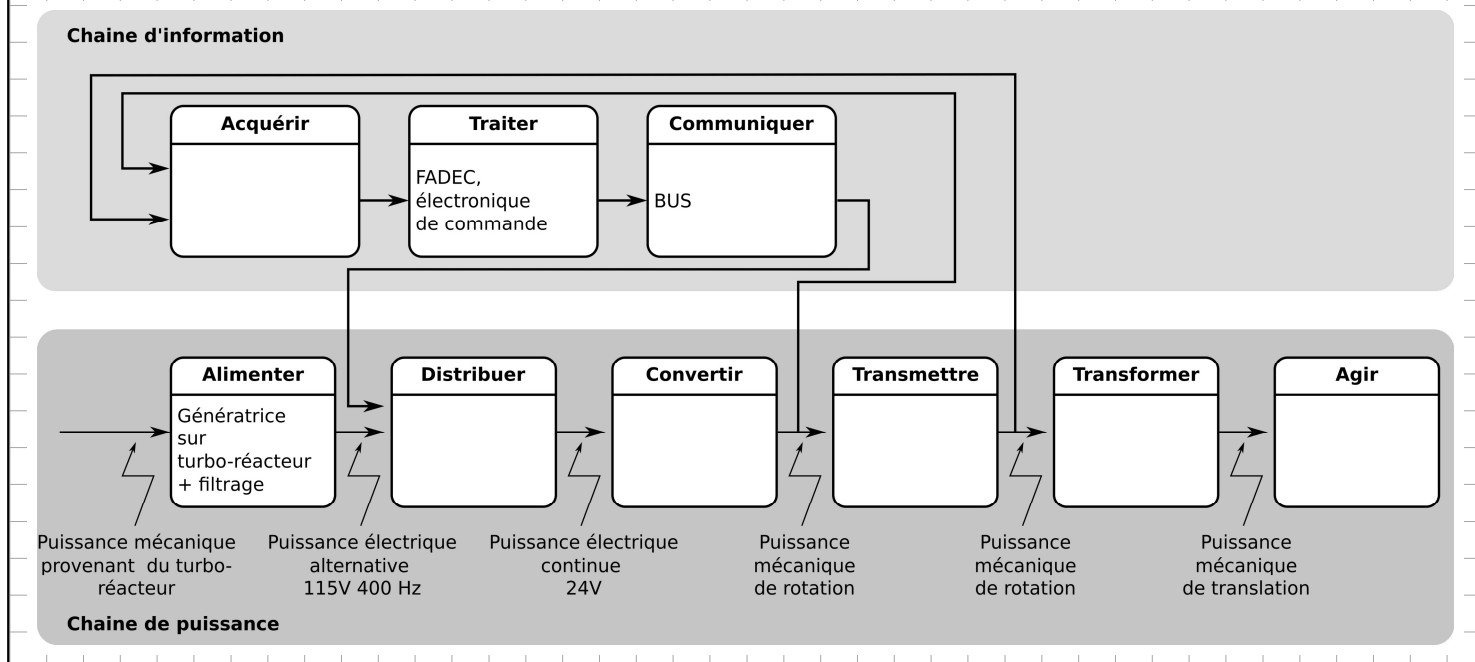 Chaine d'information
Acquérir
Traiter
Communiquer
FADEC,
électronique
de commande
BUS
Alimenter
Distribuer
Convertir
Transmettre
Transformer
Agir
Génératrice
sur
turbo-réacteur
+ filtrage
Puissance mécanique
provenant du turbo-
réacteur
Puissance électrique
alternative
115V 400 Hz
Puissance électrique
continue
24V
Puissance
mécanique
de rotation
Puissance
mécanique
de rotation
Puissance
mécanique
de translation
Chaine de puissance